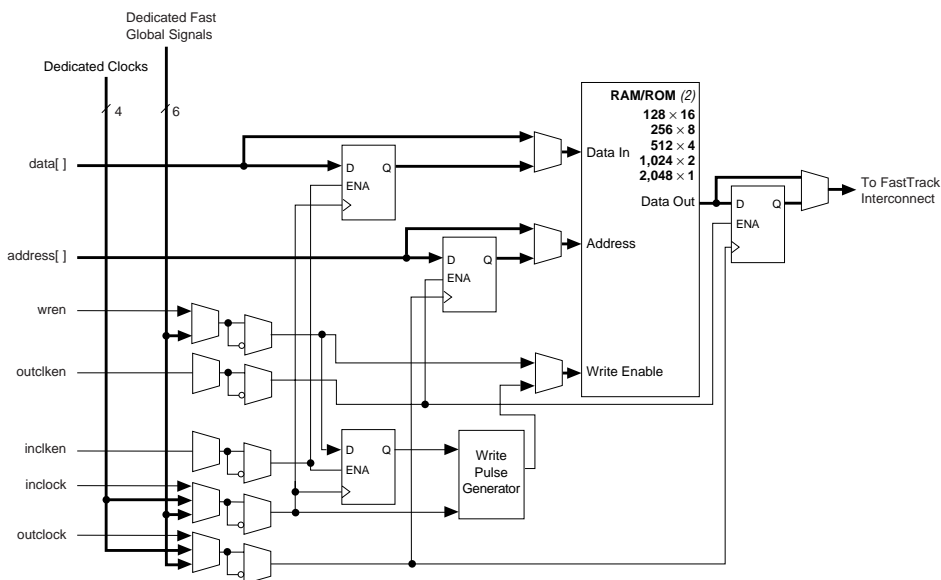 Dedicated Fast
Global Signals
Dedicated Clocks
4
6
RAM/ROM (2)
128 × 16
256 × 8
512 × 4
1,024 × 2
2,048 × 1
data[ ]
D
Q
ENA
Data In
Data Out
D
Q
ENA
To FastTrack
Interconnect
address[ ]
D
Q
ENA
Address
wren
outclken
Write Enable
inclken
D
Q
ENA
Write
Pulse
Generator
inclock
outclock